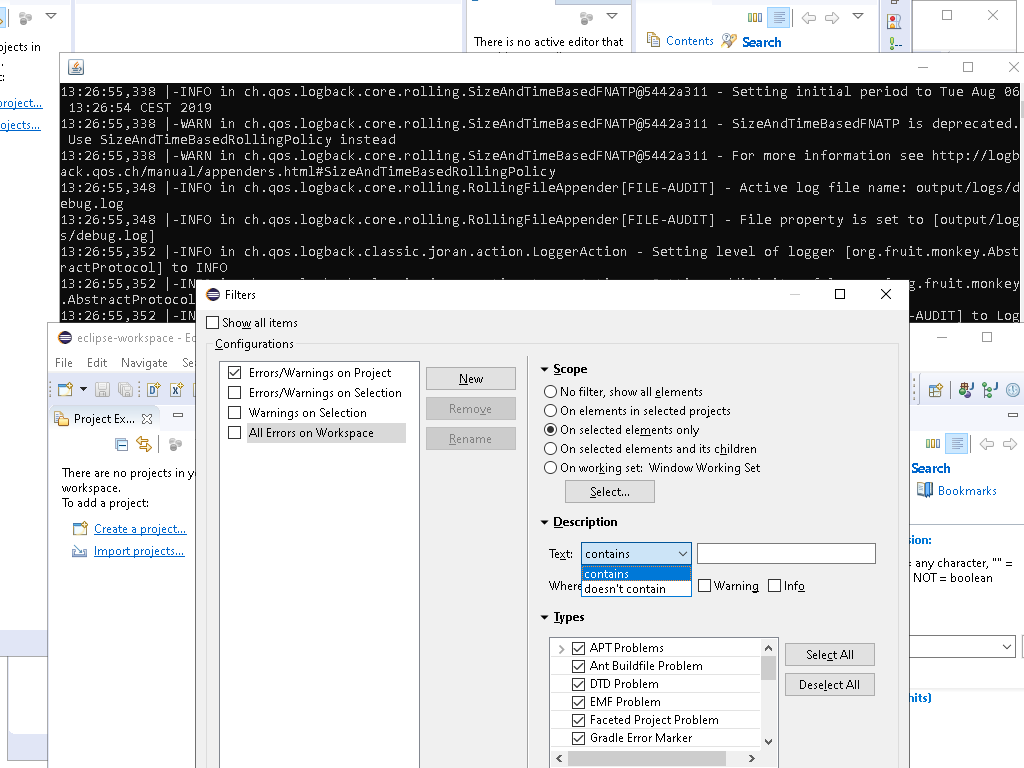 ojects in
.
t:
project...
ojects...
There is no active editor that
Contents
Search
13:26:55,338 |-INFO in ch.qos.logback.core.rolling.SizeAndTimeBasedFNATP@5442a311 - Setting initial period to Tue Aug 06
13:26:54 CEST 2019
13:26:55,338 |-WARN in ch.qos.logback.core.rolling.SizeAndTimeBasedFNATP@5442a311 - SizeAndTimeBasedFNATP is deprecated.
Use SizeAndTimeBasedRollingPolicy instead
13:26:55,338 |-WARN in ch.qos.logback.core.rolling.SizeAndTimeBasedFNATP@5442a311 - For more information see http://logb
ack.qos.ch/manual/appenders.html#SizeAndTimeBasedRollingPolicy
13:26:55,348 |-INFO in ch.qos.logback.core.rolling.RollingFileAppender[FILE-AUDIT] - Active log file name: output/logs/d
ebug.log
13:26:55,348 |-INFO in ch.qos.logback.core.rolling.RollingFileAppender[FILE-AUDIT] - File property is set to [output/log
s/debug.log]
13:26:55,352 |-INFO in ch.qos.logback.classic.joran.action.LoggerAction - Setting level of logger [org.fruit.monkey.Abst
ractProtocol] to INFO
13:26:55,352 |-I
g.fruit.monkey
.AbstractProtocol
13:26:55,352 |-IN
-AUDIT] to Log
Filters
Show all items
Configurations
Errors/Warnings on Project
Errors/Warnings on Selection
Warnings on Selection
All Errors on Workspace
New
Remove
Rename
Scope
No filter, show all elements
On elements in selected projects
On selected elements only
On selected elements and its children
On working set: Window Working Set
Select...
Description
Text:
contains
contains
doesn't contain
Where
Warning
Info
Types
APT Problems
Ant Buildfile Problem
DTD Problem
EMF Problem
Faceted Project Problem
Gradle Error Marker
Select All
Deselect All
eclipse-workspace - Ec
File Edit Navigate Se
Project Ex...
There are no projects in y
workspace.
To add a project:
Create a project...
Import projects...
Search
Bookmarks
sion:
= any character, "" =
NOT = boolean
hits)